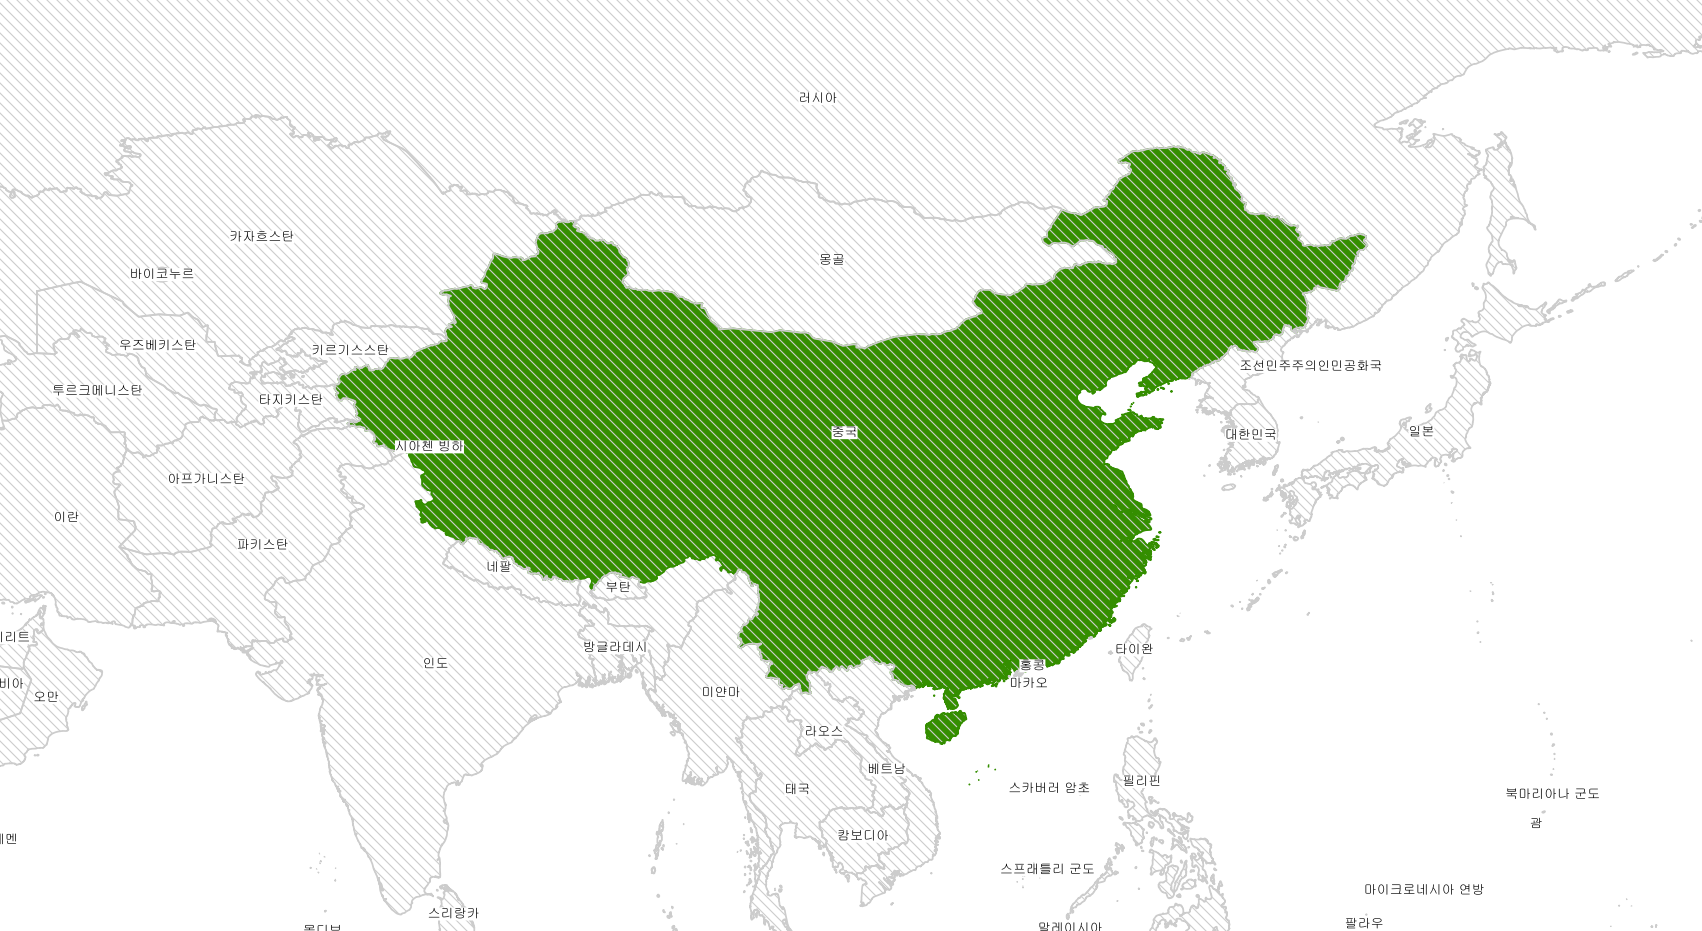 러시아
카자흐스탄
몽골
바이코누르
우즈베키스탄
키르기스스탄
조선민주주의인민공화국
투르크메니스탄
타지키스탄
중국
대한민국
일본
시아첸 빙하
아프가니스탄
이란
파키스탄
네팔
부탄
방글라데시
타이완
인도
홍콩
마카오
비아
오만
미얀마
라오스
베트남
필리핀
태국
스카버러 암초
북마리아나 군도
괌
캄보디아
스프래틀리 군도
마이크로네시아 연방
스리랑카
팔라우
말레이시아
몰디브